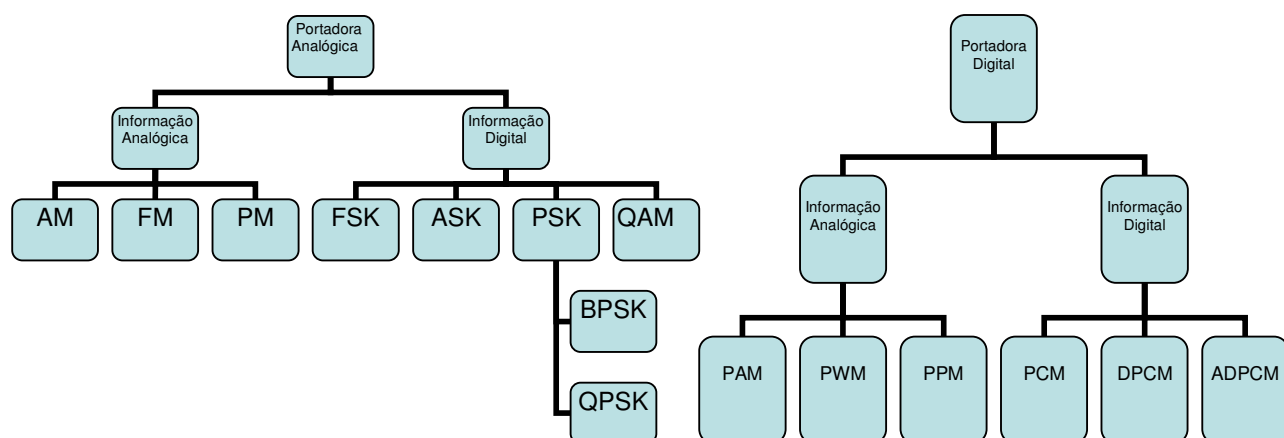 Portadora
Analógica
Informação
Analógica
Informação
Digital
AM
FM
PM
FSK
ASK
PSK
QAM
BPSK
QPSK
Portadora
Digital
Informação
Analógica
Informação
Digital
PAM
PWM
PPM
PCM
DPCM
ADPCM